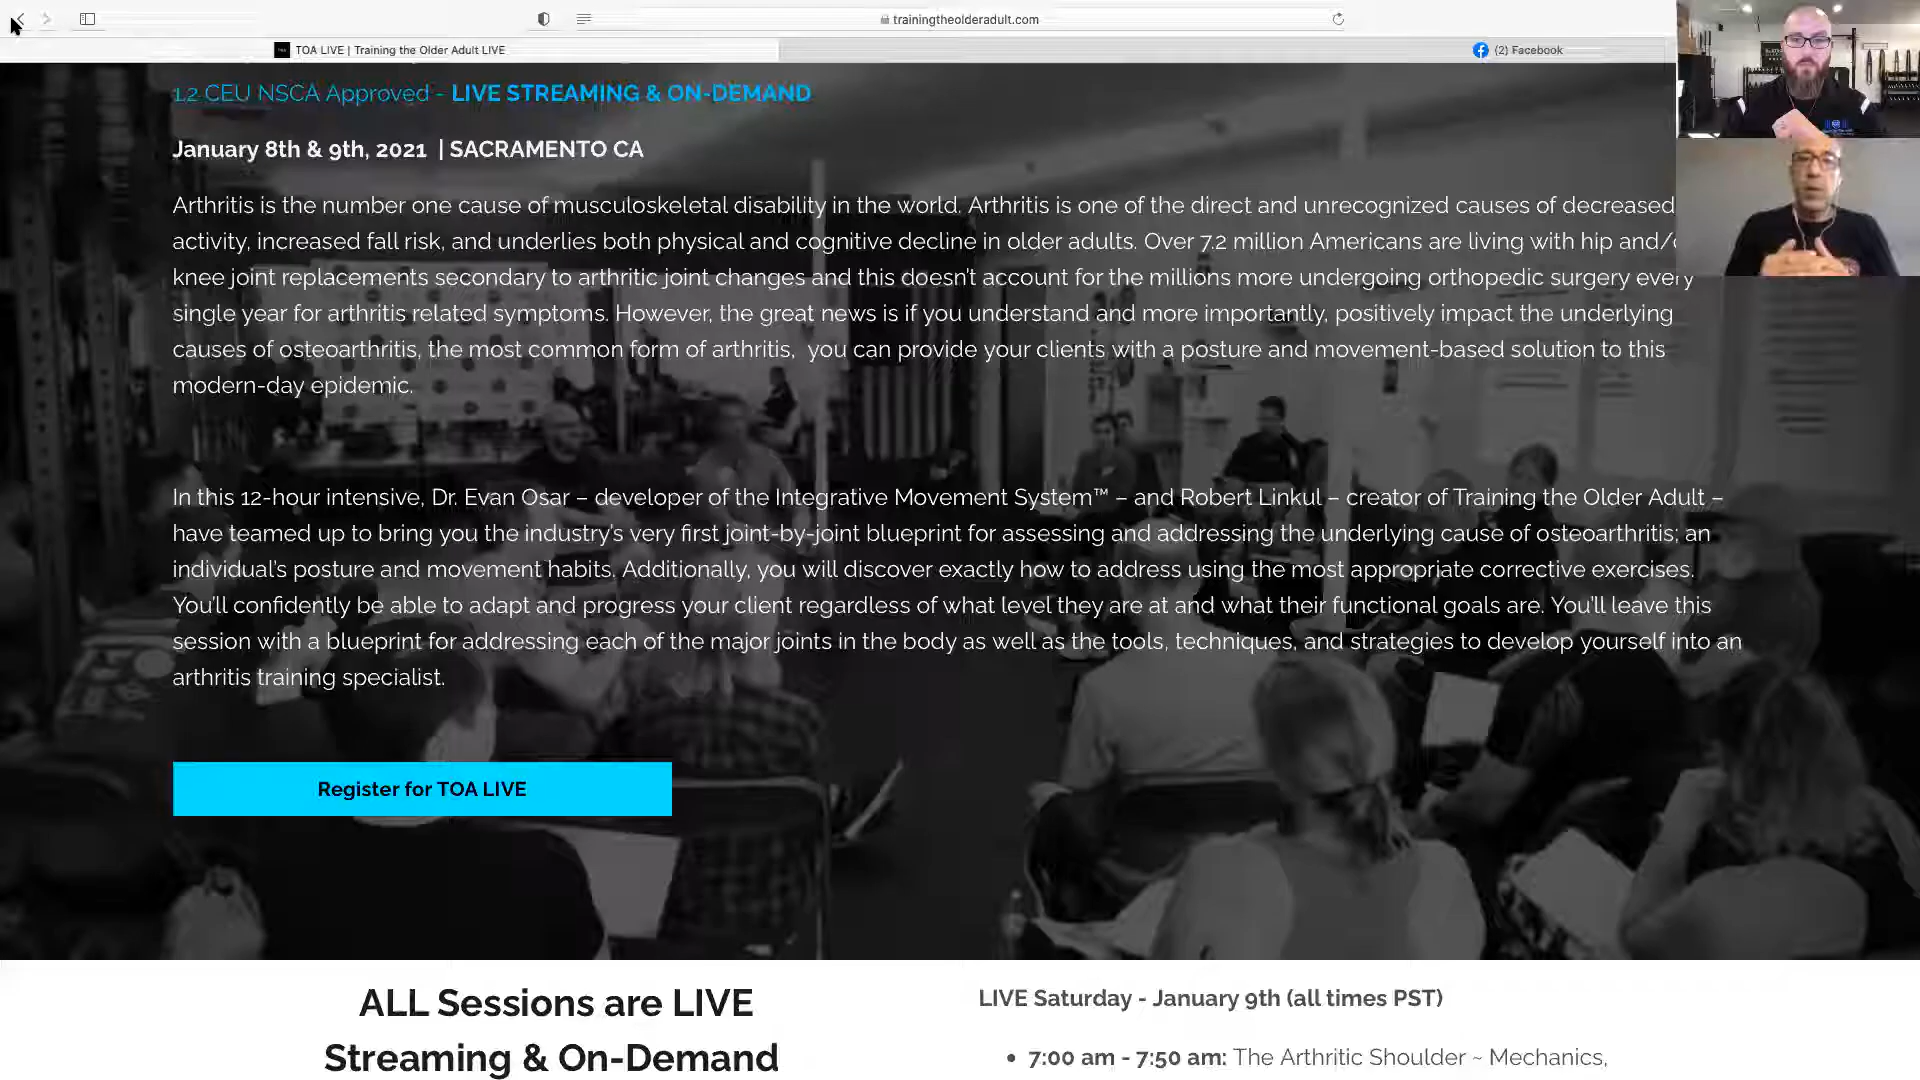 trainingtheolderadult.com
TOA LIVE | Training the Older Adult LIVE
(2) Facebook
1.2 CEU NSCA Approved - LIVE STREAMING & ON-DEMAND
January 8th & 9th, 2021 | SACRAMENTO CA
Arthritis is the number one cause of musculoskeletal disability in the world. Arthritis is one of the direct and unrecognized causes of decreased
activity, increased fall risk, and underlies both physical and cognitive decline in older adults. Over 7.2 million Americans are living with hip and/
knee joint replacements secondary to arthritic joint changes and this doesn't account for the millions more undergoing orthopedic surgery every
single year for arthritis related symptoms. However, the great news is if you understand and more importantly, positively impact the underlying
causes of osteoarthritis, the most common form of arthritis, you can provide your clients with a posture and movement-based solution to this
modern-day epidemic.
In this 12-hour intensive, Dr. Evan Osar – developer of the Integrative Movement System™ – and Robert Linkul – creator of Training the Older Adult –
have teamed up to bring you the industry's very first joint-by-joint blueprint for assessing and addressing the underlying cause of osteoarthritis; an
individual's posture and movement habits. Additionally, you will discover exactly how to address using the most appropriate corrective exercises.
You'll confidently be able to adapt and progress your client regardless of what level they are at and what their functional goals are. You'll leave this
session with a blueprint for addressing each of the major joints in the body as well as the tools, techniques, and strategies to develop yourself into an
arthritis training specialist.
Register for TOA LIVE
ALL Sessions are LIVE
Streaming & On-Demand
LIVE Saturday - January 9th (all times PST)
• 7:00 am - 7:50 am: The Arthritic Shoulder ~ Mechanics,